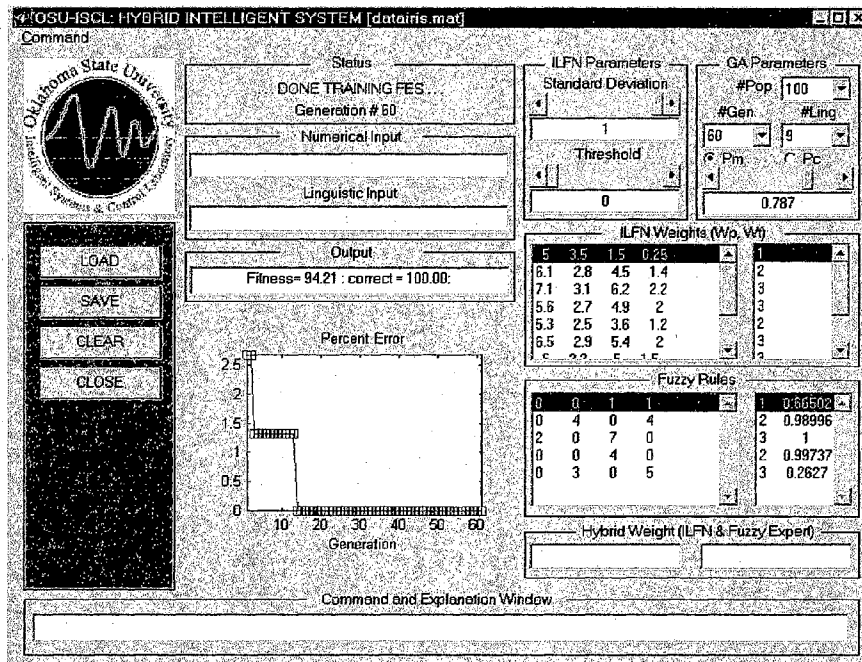 OSU-ISCL: HYBRID INTELLIGENT SYSTEM [datairis.mat]
Command
Oklahoma State University
Intelligent Systems & Control Laboratory
LOAD
SAVE
CLEAR
CLOSE
Status
... DONE TRAINING FES ...
Generation # 60
Numerical Input
Linguistic Input
Output
Fitness= 94.21 : correct = 100.00:
Percent Error
2.5
2
1.5
1
0.5
0
10 20 30 40 50 60
Generation
ILFN Parameters
Standard Deviation
1
Threshold
0
GA Parameters
#Pop 100
#Gen #Ling
60 9
Pm Pc
0.787
ILFN Weights (Wp, Wt)
5 3.5 1.5 0.25 1
6.1 2.8 4.5 1.4 2
7.1 3.1 6.2 2.2 3
5.6 2.7 4.9 2 3
5.3 2.5 3.6 1.2 2
6.5 2.9 5.4 2 3
Fuzzy Rules
0 0 1 1 1 0.66502
0 4 0 4 2 0.98996
2 0 7 0 3 1
0 0 4 0 2 0.99737
0 3 0 5 3 0.2627
Hybrid Weight (ILFN & Fuzzy Expert)
Command and Explanation Window